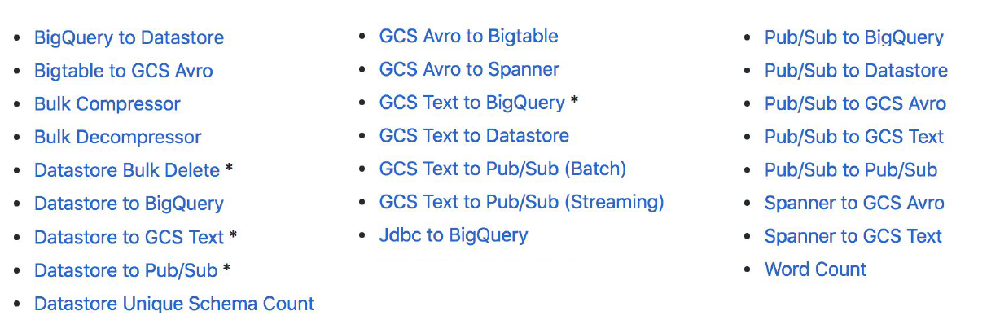 • BigQuery to Datastore
• Bigtable to GCS Avro
• Bulk Compressor
• Bulk Decompressor
• Datastore Bulk Delete *
• Datastore to BigQuery
• Datastore to GCS Text *
• Datastore to Pub/Sub *
• Datastore Unique Schema Count
• GCS Avro to Bigtable
• GCS Avro to Spanner
• GCS Text to BigQuery *
• GCS Text to Datastore
• GCS Text to Pub/Sub (Batch)
• GCS Text to Pub/Sub (Streaming)
• Jdbc to BigQuery
• Pub/Sub to BigQuery
• Pub/Sub to Datastore
• Pub/Sub to GCS Avro
• Pub/Sub to GCS Text
• Pub/Sub to Pub/Sub
• Spanner to GCS Avro
• Spanner to GCS Text
• Word Count